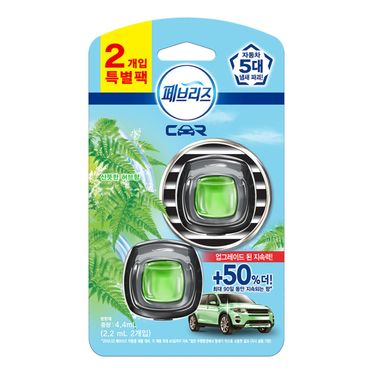 2개입
특별팩
자동차
5대
냄새 파괴!
페브리즈
CAR
산뜻한 허브향
업그레이드 된 지속력!
+50%더!
최대 90일 동안 지속되는 향*
방향제
4.4mL
(2.2 mL 2개입)